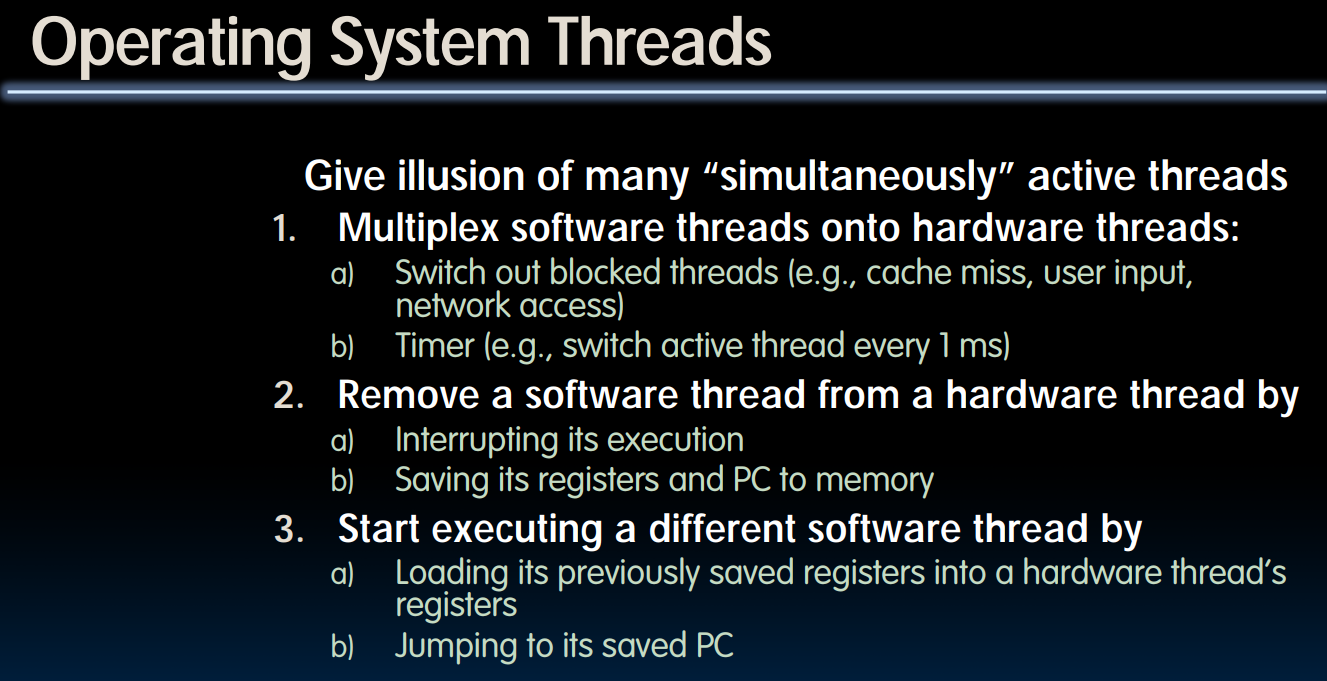 Operating System Threads
Give illusion of many “simultaneously” active threads
1. Multiplex software threads onto hardware threads:
a) Switch out blocked threads (e.g., cache miss, user input,
network access)
b) Timer (e.g., switch active thread every 1 ms)
2. Remove a software thread from a hardware thread by
a) Interrupting its execution
b) Saving its registers and PC to memory
3. Start executing a different software thread by
a) Loading its previously saved registers into a hardware thread’s
registers
b) Jumping to its saved PC